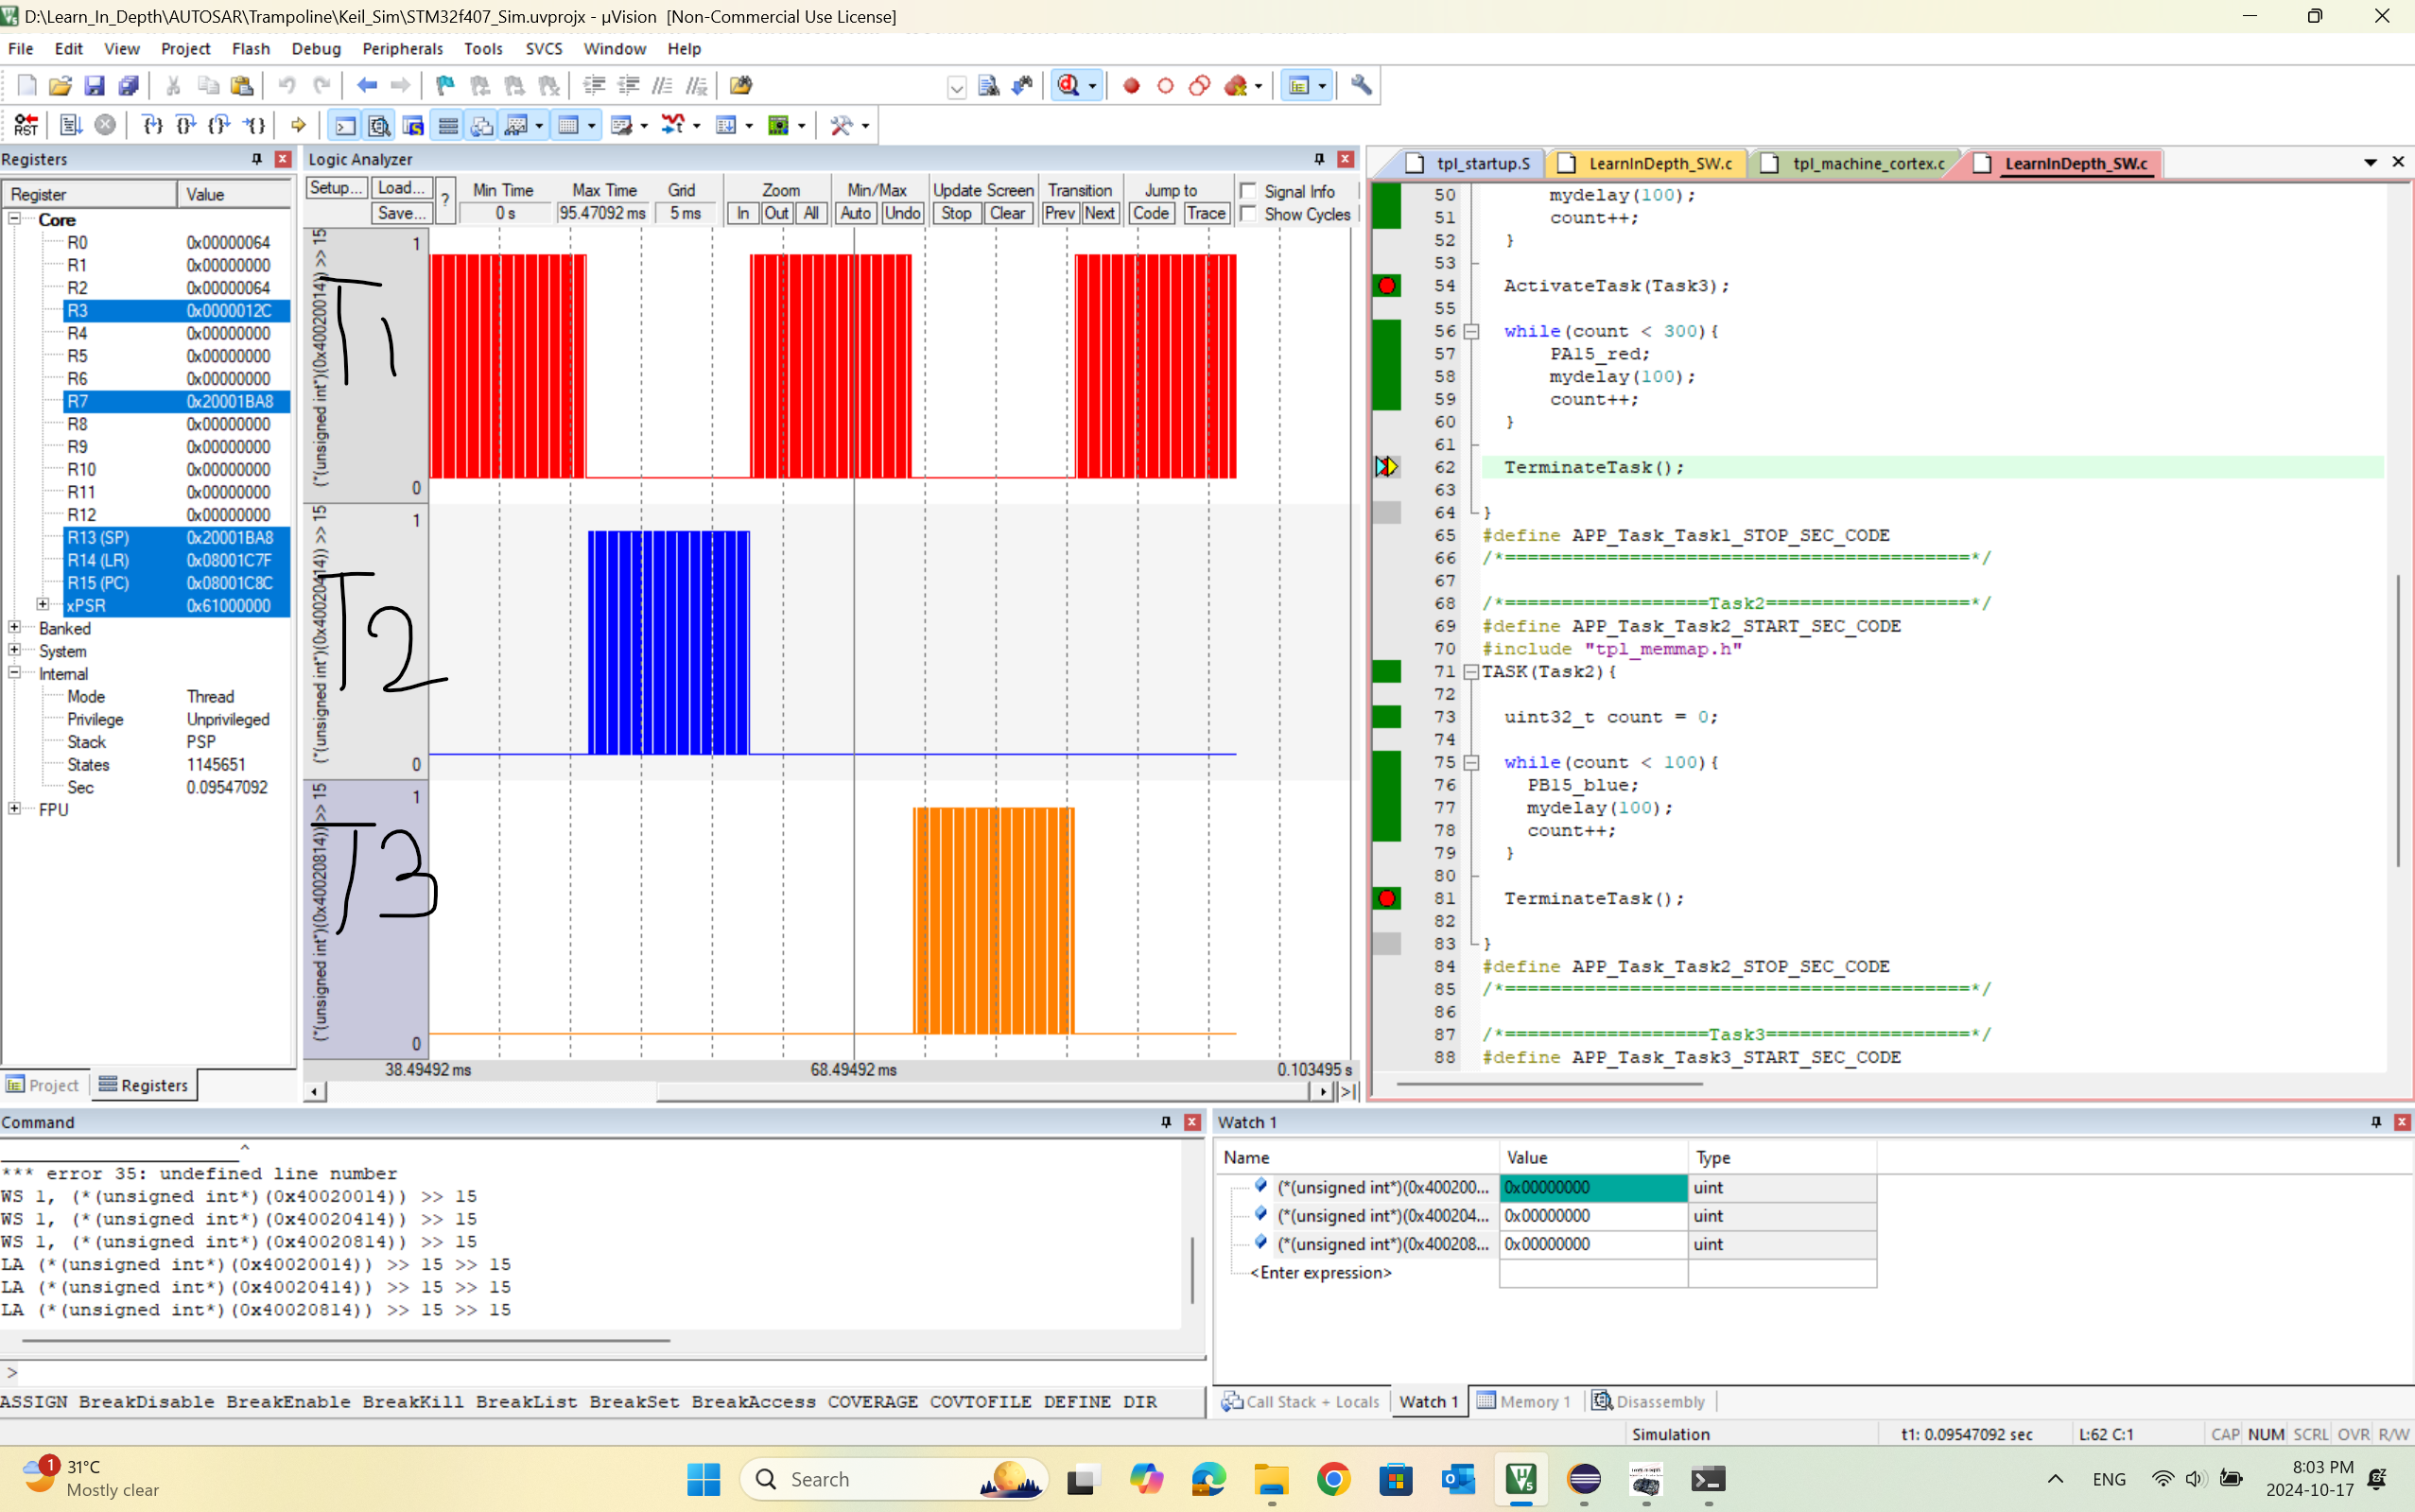 D:\Learn_In_Depth\AUTOSAR\Trampoline\Keil_Sim\STM32f407_Sim.uvprojx - µVision [Non-Commercial Use License]
File Edit View Project Flash Debug Peripherals Tools SVCS Window Help
RST
Registers
Register Value
Core
R0 0x00000064
R1 0x00000000
R2 0x00000064
R3 0x0000012C
R4 0x00000000
R5 0x00000000
R6 0x00000000
R7 0x20001BA8
R8 0x00000000
R9 0x00000000
R10 0x00000000
R11 0x00000000
R12 0x00000000
R13 (SP) 0x20001BA8
R14 (LR) 0x08001C7F
R15 (PC) 0x08001C8C
xPSR 0x61000000
Banked
System
Internal
Mode Thread
Privilege Unprivileged
Stack PSP
States 1145651
Sec 0.09547092
FPU
Project Registers
Logic Analyzer
Setup... Load... ? Min Time Max Time Grid Zoom Min/Max Update Screen Transition Jump to Signal Info
Save... 0 s 95.47092 ms 5 ms In Out All Auto Undo Stop Clear Prev Next Code Trace Show Cycles
(*(unsigned int*)(0x40020014)) >> 15
1
T1
0
(*(unsigned int*)(0x40020414)) >> 15
1
T2
0
(*(unsigned int*)(0x40020814)) >> 15
1
T3
0
38.49492 ms 68.49492 ms 0.103495 s
tpl_startup.S LearnInDepth_SW.c tpl_machine_cortex.c LearnInDepth_SW.c
50 mydelay(100);
51 count++;
52 }
53
54 ActivateTask(Task3);
55
56 while(count < 300){
57 PA15_red;
58 mydelay(100);
59 count++;
60 }
61
62 TerminateTask();
63
64 }
65 #define APP_Task_Task1_STOP_SEC_CODE
66 /*=========================================*/
67
68 /*==================Task2==================*/
69 #define APP_Task_Task2_START_SEC_CODE
70 #include "tpl_memmap.h"
71 TASK(Task2){
72
73 uint32_t count = 0;
74
75 while(count < 100){
76 PB15_blue;
77 mydelay(100);
78 count++;
79 }
80
81 TerminateTask();
82
83 }
84 #define APP_Task_Task2_STOP_SEC_CODE
85 /*=========================================*/
86
87 /*==================Task3==================*/
88 #define APP_Task_Task3_START_SEC_CODE
Command
^
*** error 35: undefined line number
WS 1, (*(unsigned int*)(0x40020014)) >> 15
WS 1, (*(unsigned int*)(0x40020414)) >> 15
WS 1, (*(unsigned int*)(0x40020814)) >> 15
LA (*(unsigned int*)(0x40020014)) >> 15 >> 15
LA (*(unsigned int*)(0x40020414)) >> 15 >> 15
LA (*(unsigned int*)(0x40020814)) >> 15 >> 15
>
ASSIGN BreakDisable BreakEnable BreakKill BreakList BreakSet BreakAccess COVERAGE COVTOFILE DEFINE DIR
Watch 1
Name Value Type
(*(unsigned int*)(0x400200... 0x00000000 uint
(*(unsigned int*)(0x400204... 0x00000000 uint
(*(unsigned int*)(0x400208... 0x00000000 uint
<Enter expression>
Call Stack + Locals Watch 1 Memory 1 Disassembly
Simulation t1: 0.09547092 sec L:62 C:1 CAP NUM SCRL OVR R/W
1 31°C
Mostly clear
Search
ENG
8:03 PM
2024-10-17